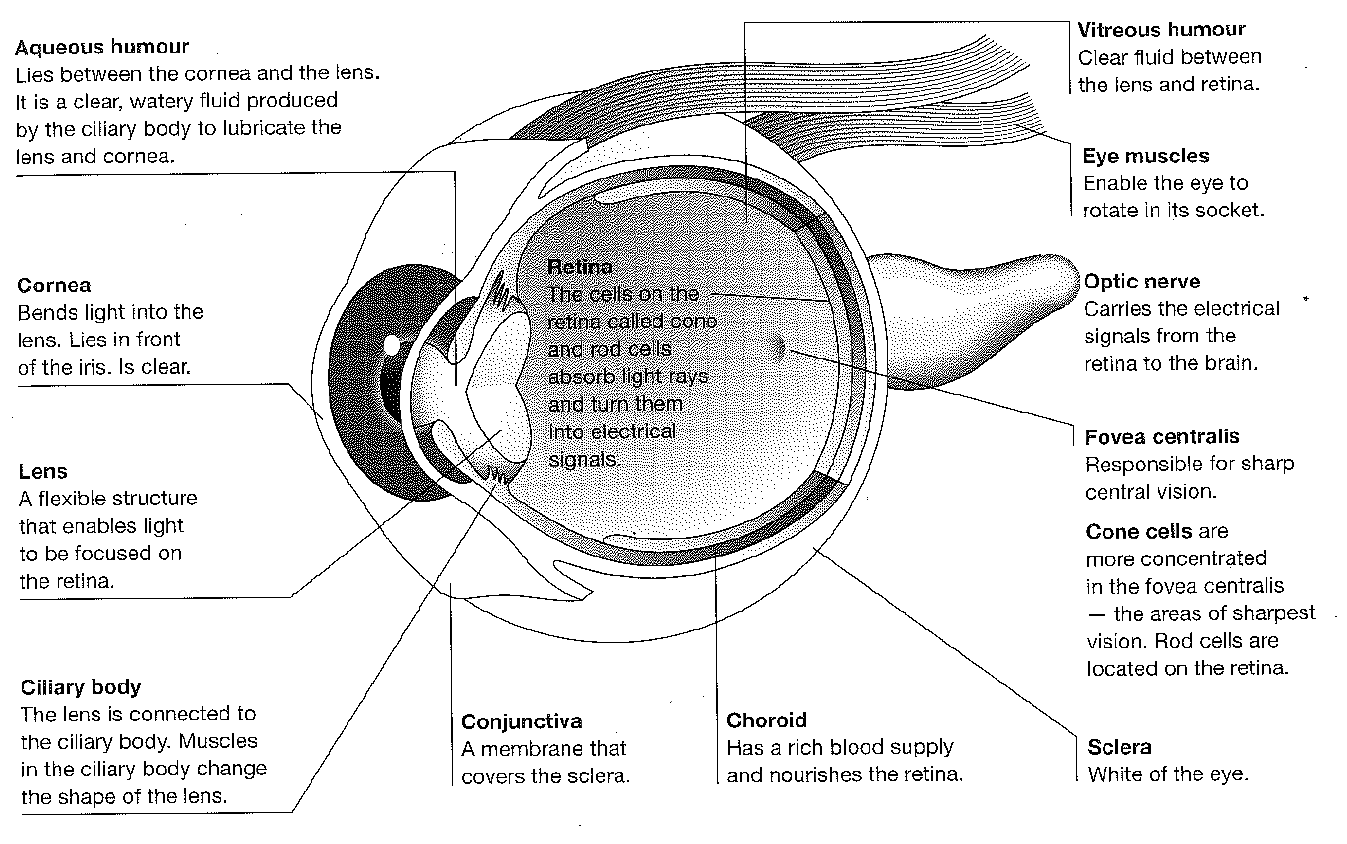 Aqueous humour
Lies between the cornea and the lens.
It is a clear, watery fluid produced
by the ciliary body to lubricate the
lens and cornea.
Cornea
Bends light into the
lens. Lies in front
of the iris. Is clear.
Lens
A flexible structure
that enables light
to be focused on
the retina.
Ciliary body
The lens is connected to
the ciliary body. Muscles
in the ciliary body change
the shape of the lens.
Retina
The cells on the
retina called cone
and rod cells
absorb light rays
and turn them
into electrical
signals.
Conjunctiva
A membrane that
covers the sclera.
Choroid
Has a rich blood supply
and nourishes the retina.
Vitreous humour
Clear fluid between
the lens and retina.
Eye muscles
Enable the eye to
rotate in its socket.
Optic nerve
Carries the electrical
signals from the
retina to the brain.
Fovea centralis
Responsible for sharp
central vision.
Cone cells are
more concentrated
in the fovea centralis
— the areas of sharpest
vision. Rod cells are
located on the retina.
Sclera
White of the eye.